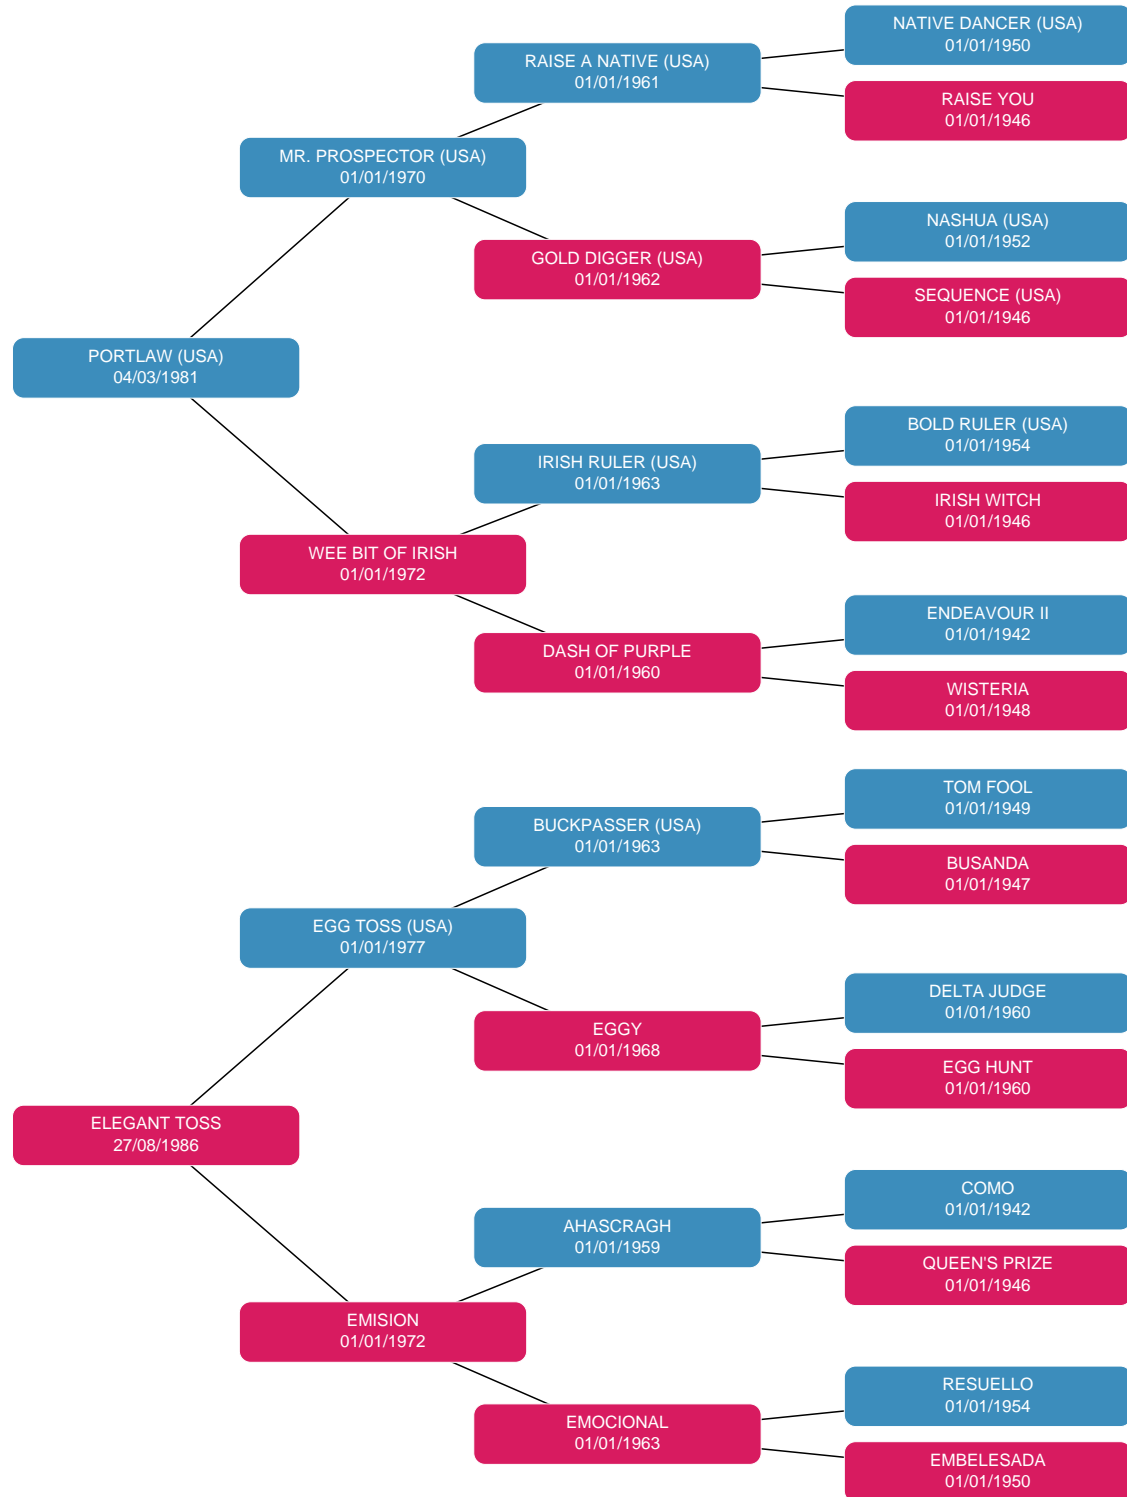 NATIVE DANCER (USA)
01/01/1950
RAISE A NATIVE (USA)
01/01/1961
RAISE YOU
01/01/1946
MR. PROSPECTOR (USA)
01/01/1970
NASHUA (USA)
01/01/1952
GOLD DIGGER (USA)
01/01/1962
SEQUENCE (USA)
01/01/1946
PORTLAW (USA)
04/03/1981
BOLD RULER (USA)
01/01/1954
IRISH RULER (USA)
01/01/1963
IRISH WITCH
01/01/1946
WEE BIT OF IRISH
01/01/1972
ENDEAVOUR II
01/01/1942
DASH OF PURPLE
01/01/1960
WISTERIA
01/01/1948
TOM FOOL
01/01/1949
BUCKPASSER (USA)
01/01/1963
BUSANDA
01/01/1947
EGG TOSS (USA)
01/01/1977
DELTA JUDGE
01/01/1960
EGGY
01/01/1968
EGG HUNT
01/01/1960
ELEGANT TOSS
27/08/1986
COMO
01/01/1942
AHASCRAGH
01/01/1959
QUEEN'S PRIZE
01/01/1946
EMISION
01/01/1972
RESUELLO
01/01/1954
EMOCIONAL
01/01/1963
EMBELESADA
01/01/1950